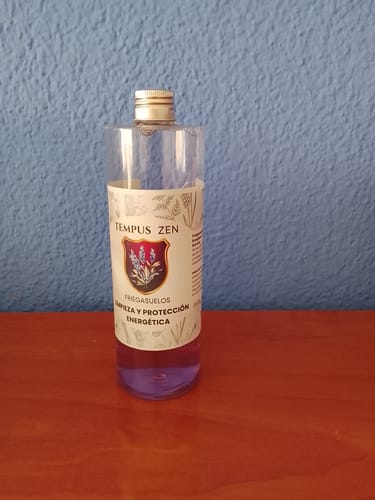 TEMPUS ZEN
FRIEGASUELOS
LIMPIEZA Y PROTECCIÓN
ENERGÉTICA